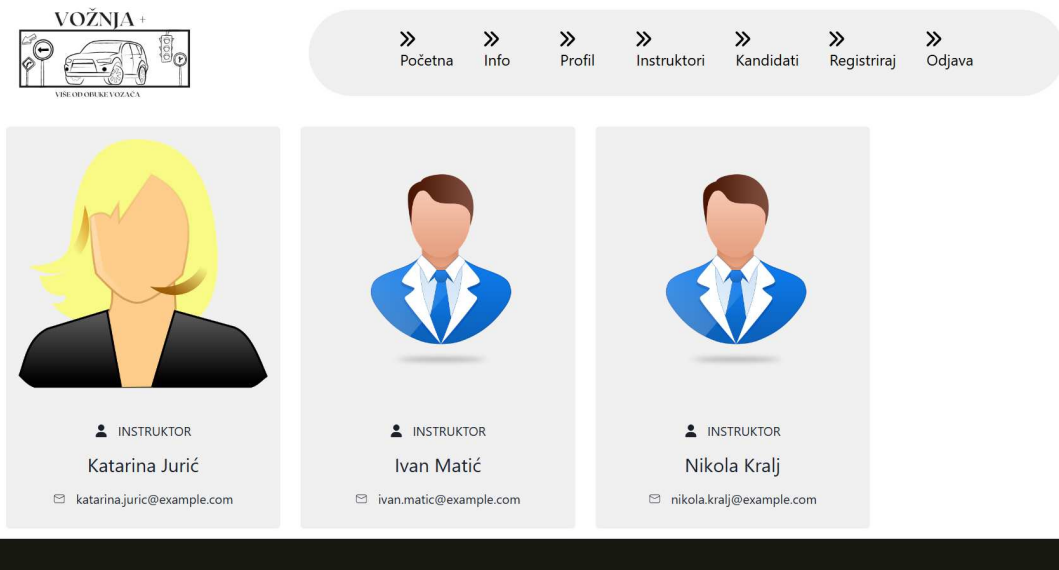 VOŽNJA +
VIŠE OD OBUKE VOZAČA
Početna Info Profil Instruktori Kandidati Registriraj Odjava
INSTRUKTOR
Katarina Jurić
katarina.juric@example.com
INSTRUKTOR
Ivan Matić
ivan.matic@example.com
INSTRUKTOR
Nikola Kralj
nikola.kralj@example.com